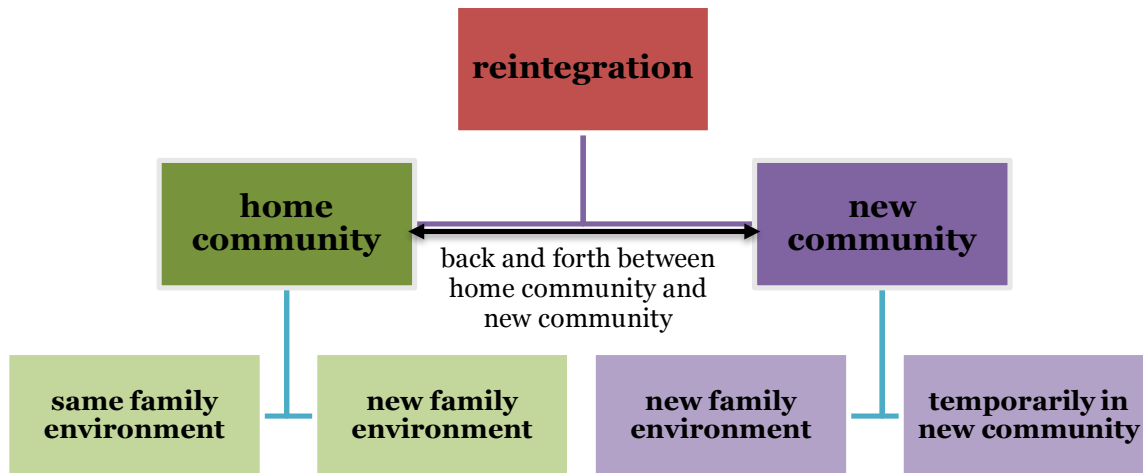 reintegration
home
community
new
community
back and forth between
home community and
new community
same family
environment
new family
environment
new family
environment
temporarily in
new community